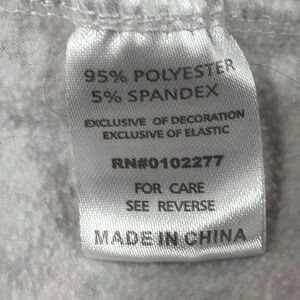 95% POLYESTER
5% SPANDEX
EXCLUSIVE OF DECORATION
EXCLUSIVE OF ELASTIC
RN#0102277
FOR CARE
SEE REVERSE
MADE IN CHINA